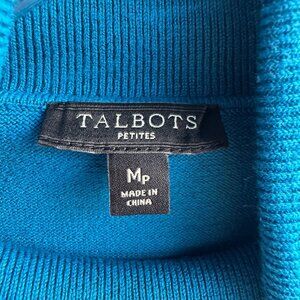 TALBOTS
PETITES
MP
MADE IN
CHINA